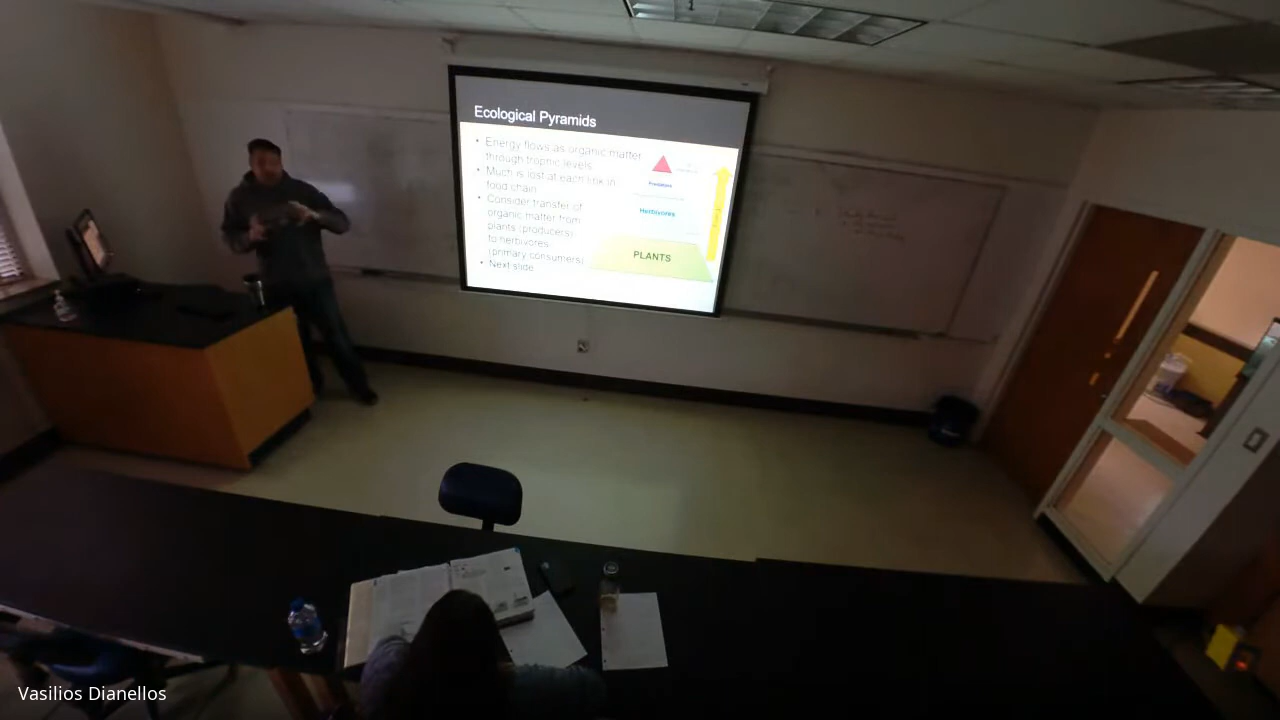 Ecological Pyramids
• Energy flows as organic matter
through trophic levels.
• Much is lost at each link in
food chain.
• Consider transfer of
organic matter from
plants (producers)
to herbivores
(primary consumers)
• Next slide
Predators
Herbivores
PLANTS
Vasilios Dianellos